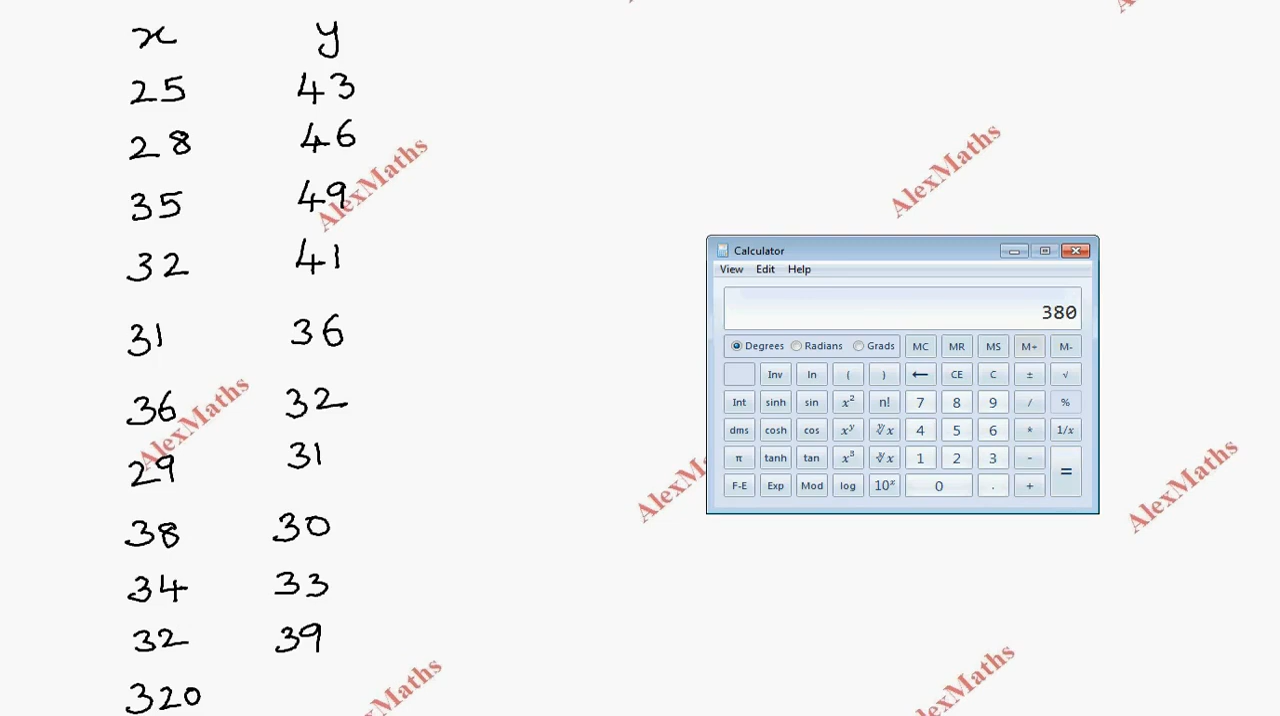 x y
25 43
28 46
35 49
32 41
31 36
36 32
29 31
38 30
34 33
32 39
320
Calculator
View Edit Help
380
Degrees Radians Grads MC MR MS M+ M-
Inv ln ( ) ← CE C ± √
Int sinh sin x² n! 7 8 9 / %
dms cosh cos xʸ ʸ√x 4 5 6 * 1/x
π tanh tan x³ ³√x 1 2 3 - =
F-E Exp Mod log 10ˣ 0 . +
AlexMaths
AlexMaths
AlexMaths
AlexMaths
AlexMaths
AlexMaths
AlexMaths